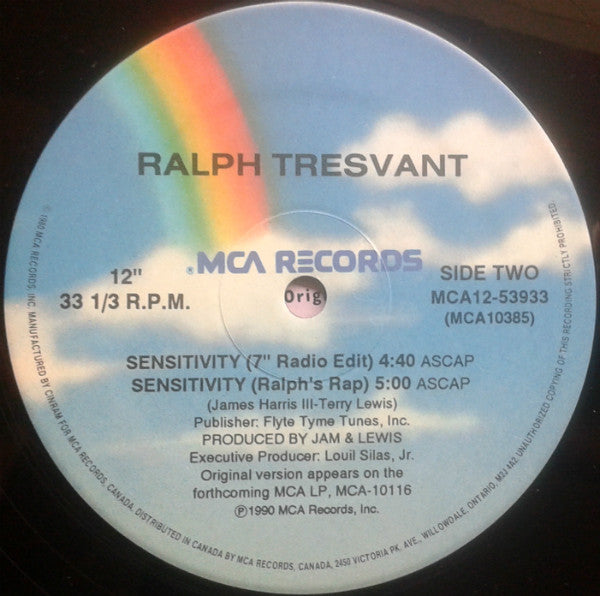 RALPH TRESVANT
®MCA RECORDS
12"
33 1/3 R.P.M.
Orig
SIDE TWO
MCA12-53933
(MCA10385)
SENSITIVITY (7" Radio Edit) 4:40 ASCAP
SENSITIVITY (Ralph's Rap) 5:00 ASCAP
(James Harris III-Terry Lewis)
Publisher: Flyte Tyme Tunes, Inc.
PRODUCED BY JAM & LEWIS
Executive Producer: Louil Silas, Jr.
Original version appears on the
forthcoming MCA LP, MCA-10116
℗1990 MCA Records, Inc.
© 1990 MCA RECORDS, INC. MANUFACTURED BY CINRAM FOR MCA RECORDS, CANADA, DISTRIBUTED IN CANADA BY MCA RECORDS, CANADA, 2450 VICTORIA PK. AVE., WILLOWDALE, ONTARIO, M2J 4A2. UNAUTHORIZED COPYING OF THIS RECORDING STRICTLY PROHIBITED.